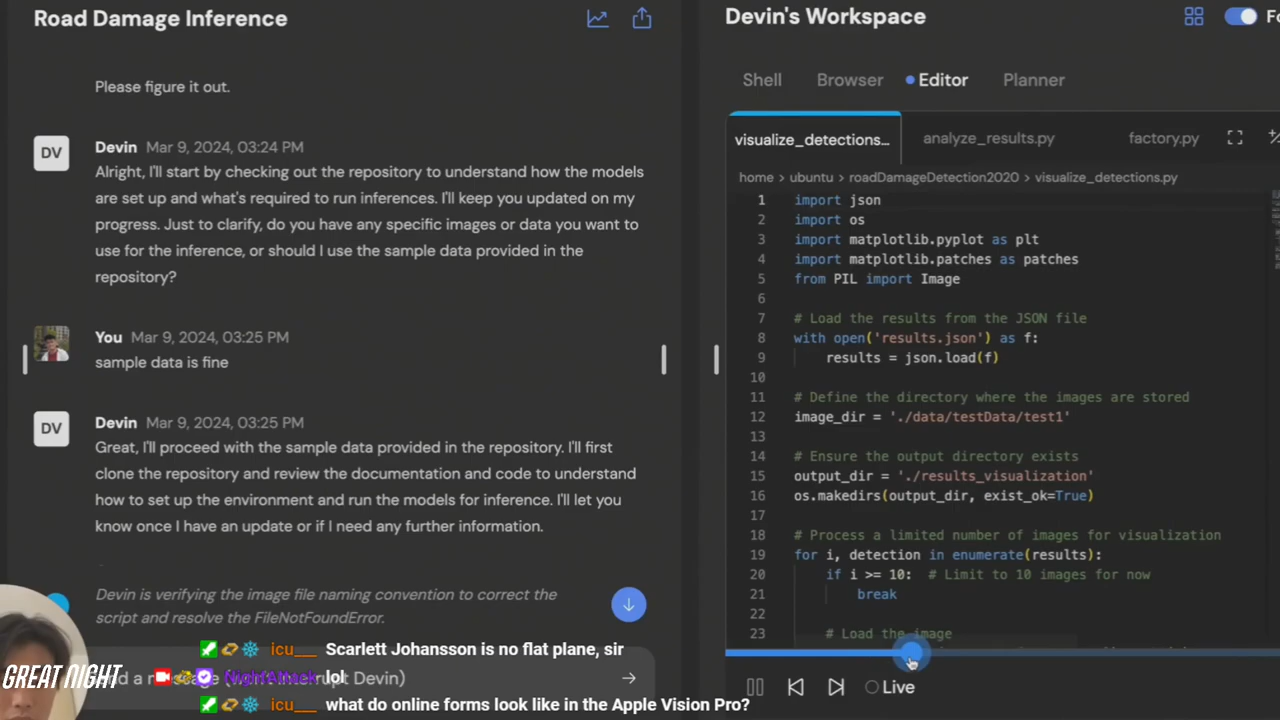 Road Damage Inference
Please figure it out.
DV
Devin Mar 9, 2024, 03:24 PM
Alright, I'll start by checking out the repository to understand how the models
are set up and what's required to run inferences. I'll keep you updated on my
progress. Just to clarify, do you have any specific images or data you want to
use for the inference, or should I use the sample data provided in the
repository?
You Mar 9, 2024, 03:25 PM
sample data is fine
DV
Devin Mar 9, 2024, 03:25 PM
Great, I'll proceed with the sample data provided in the repository. I'll first
clone the repository and review the documentation and code to understand
how to set up the environment and run the models for inference. I'll let you
know once I have an update or if I need any further information.
Devin is verifying the image file naming convention to correct the
script and resolve the FileNotFoundError.
icu___ Scarlett Johansson is no flat plane, sir
GREAT NIGHT
NightAttack lol
icu___ what do online forms look like in the Apple Vision Pro?
Devin's Workspace
Shell Browser Editor Planner
visualize_detections... analyze_results.py factory.py
home > ubuntu > roadDamageDetection2020 > visualize_detections.py
1 import json
2 import os
3 import matplotlib.pyplot as plt
4 import matplotlib.patches as patches
5 from PIL import Image
6
7 # Load the results from the JSON file
8 with open('results.json') as f:
9 results = json.load(f)
10
11 # Define the directory where the images are stored
12 image_dir = './data/testData/test1'
13
14 # Ensure the output directory exists
15 output_dir = './results_visualization'
16 os.makedirs(output_dir, exist_ok=True)
17
18 # Process a limited number of images for visualization
19 for i, detection in enumerate(results):
20 if i >= 10: # Limit to 10 images for now
21 break
22
23 # Load the image
Live